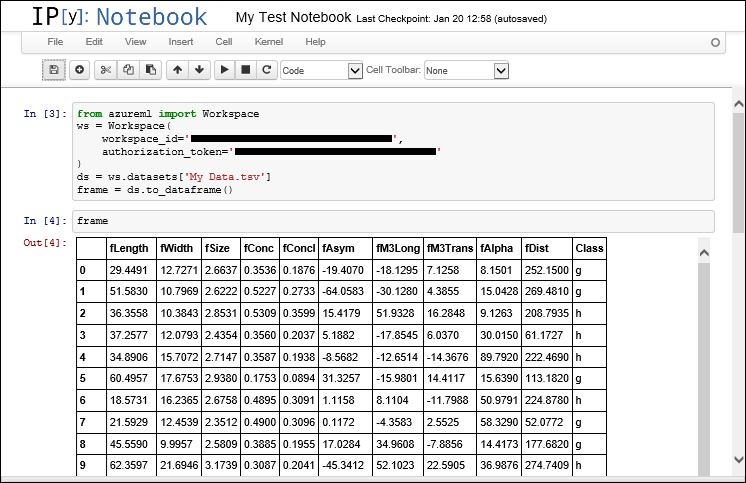 IP[y]: Notebook My Test Notebook Last Checkpoint: Jan 20 12:58 (autosaved)
File Edit View Insert Cell Kernel Help
Code Cell Toolbar: None
In [3]: from azureml import Workspace
ws = Workspace(
workspace_id='',
authorization_token=''
)
ds = ws.datasets['My Data.tsv']
frame = ds.to_dataframe()
In [4]: frame
Out[4]: fLength fWidth fSize fConc fConcl fAsym fM3Long fM3Trans fAlpha fDist Class
0 29.4491 12.7271 2.6637 0.3536 0.1876 -19.4070 -18.1295 7.1258 8.1501 252.1500 g
1 51.5830 10.7969 2.6222 0.5227 0.2733 -64.0583 -30.1280 4.3855 15.0428 269.4810 g
2 36.3558 10.3843 2.8531 0.5309 0.3599 15.4179 51.9328 16.2848 9.1263 208.7935 h
3 37.2577 12.0793 2.4354 0.3560 0.2037 5.1882 -17.8545 6.0370 30.0150 61.1727 h
4 34.8906 15.7072 2.7147 0.3587 0.1938 -8.5682 -12.6514 -14.3676 89.7920 222.4690 h
5 60.4957 17.6753 2.9380 0.1753 0.0894 31.3257 -15.9801 14.4117 15.6390 113.1820 g
6 18.5731 16.2365 2.6758 0.4895 0.3091 1.1158 8.1104 -11.7988 50.9791 224.8780 h
7 21.5929 12.4539 2.3512 0.4900 0.3096 0.1172 -4.3583 2.5525 58.3290 52.0772 g
8 45.5590 9.9957 2.5809 0.3885 0.1955 17.0284 34.9608 -7.8856 14.4173 177.6820 g
9 62.3597 21.6946 3.1739 0.3087 0.2041 -45.3412 52.1023 22.5905 36.9876 274.7409 h